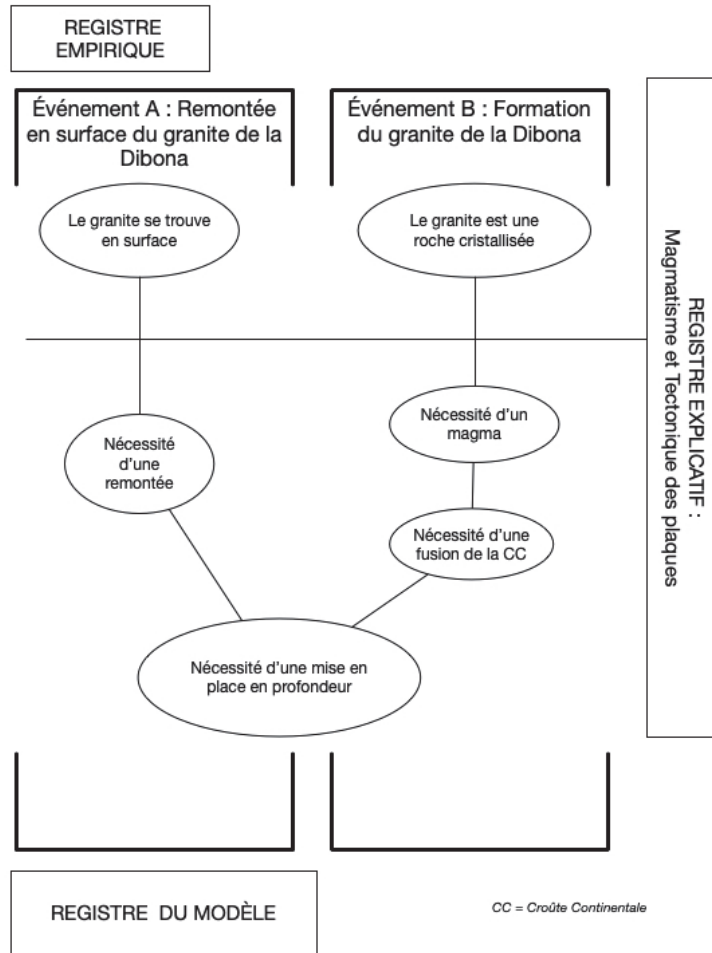 REGISTRE
EMPIRIQUE
Événement A : Remontée
en surface du granite de la
Dibona
Événement B : Formation
du granite de la Dibona
Le granite se trouve
en surface
Le granite est une
roche cristallisée
REGISTRE EXPLICATIF :
Magmatisme et Tectonique des plaques
Nécessité
d'une
remontée
Nécessité d'un
magma
Nécessité d'une
fusion de la CC
Nécessité d'une mise en
place en profondeur
REGISTRE DU MODÈLE
CC = Croûte Continentale